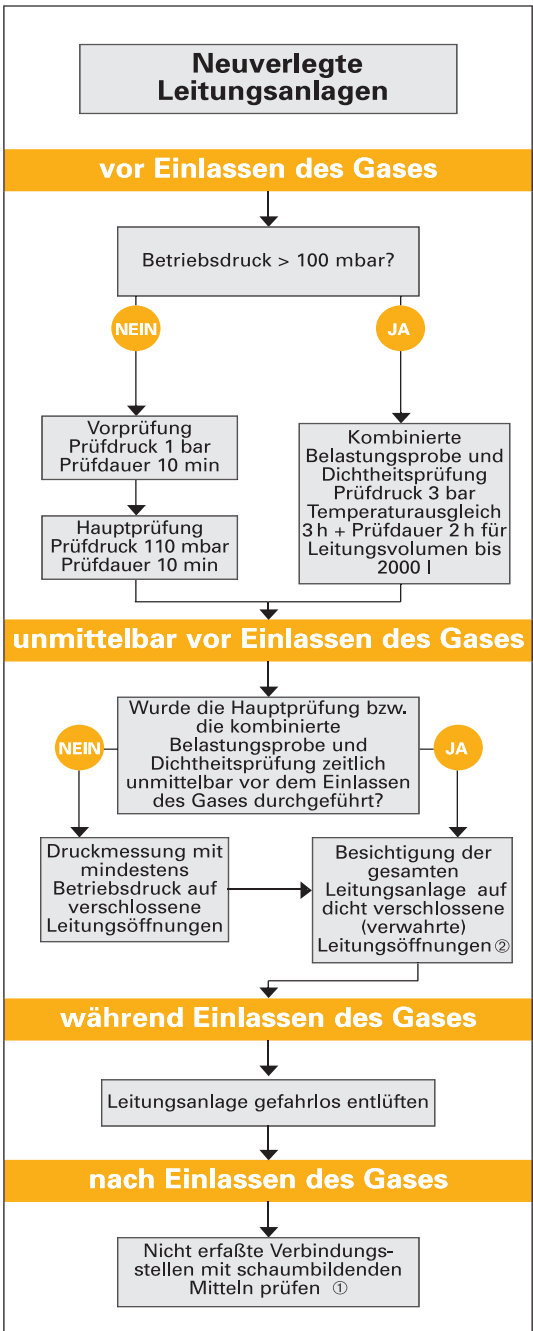 Neuverlegte
Leitungsanlagen
vor Einlassen des Gases
Betriebsdruck > 100 mbar?
NEIN
JA
Vorprüfung
Prüfdruck 1 bar
Prüfdauer 10 min
Hauptprüfung
Prüfdruck 110 mbar
Prüfdauer 10 min
Kombinierte
Belastungsprobe und
Dichtheitsprüfung
Prüfdruck 3 bar
Temperaturausgleich
3 h + Prüfdauer 2 h für
Leitungsvolumen bis
2000 l
unmittelbar vor Einlassen des Gases
Wurde die Hauptprüfung bzw.
die kombinierte
Belastungsprobe und
Dichtheitsprüfung zeitlich
unmittelbar vor dem Einlassen
des Gases durchgeführt?
NEIN
JA
Druckmessung mit
mindestens
Betriebsdruck auf
verschlossene
Leitungsöffnungen
Besichtigung der
gesamten
Leitungsanlage auf
dicht verschlossene
(verwahrte)
Leitungsöffnungen ②
während Einlassen des Gases
Leitungsanlage gefahrlos entlüften
nach Einlassen des Gases
Nicht erfaßte Verbindungs-
stellen mit schaumbildenden
Mitteln prüfen ①